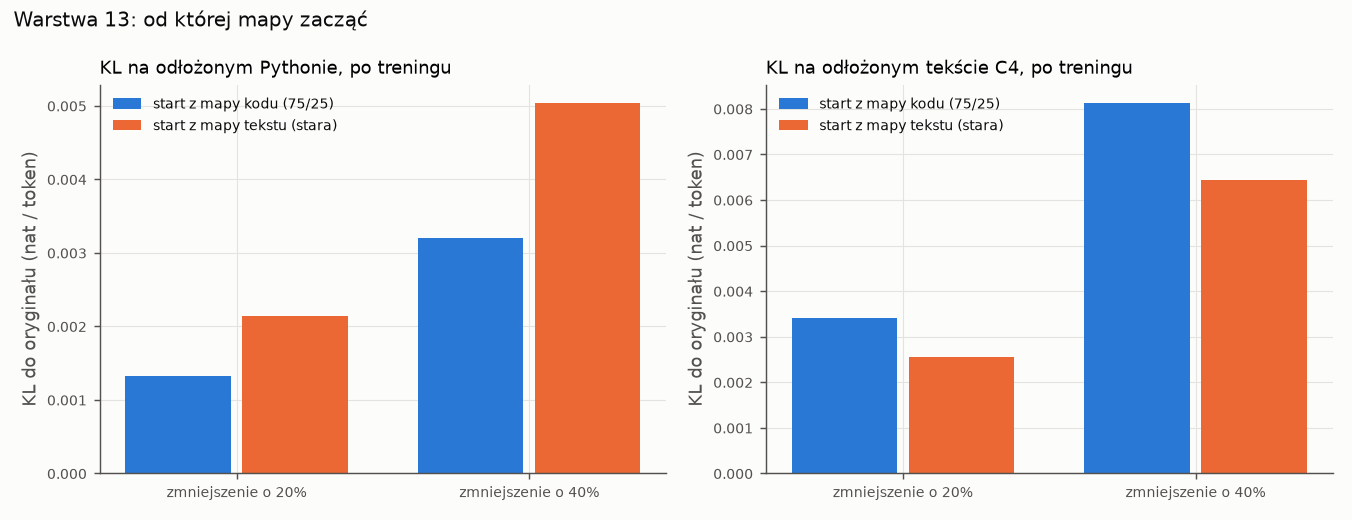 Warstwa 13: od której mapy zacząć
KL na odłożonym Pythonie, po treningu
KL do oryginału (nat / token)
0.005
0.004
0.003
0.002
0.001
0.000
start z mapy kodu (75/25)
start z mapy tekstu (stara)
zmniejszenie o 20%
zmniejszenie o 40%
KL na odłożonym tekście C4, po treningu
KL do oryginału (nat / token)
0.008
0.007
0.006
0.005
0.004
0.003
0.002
0.001
0.000
start z mapy kodu (75/25)
start z mapy tekstu (stara)
zmniejszenie o 20%
zmniejszenie o 40%